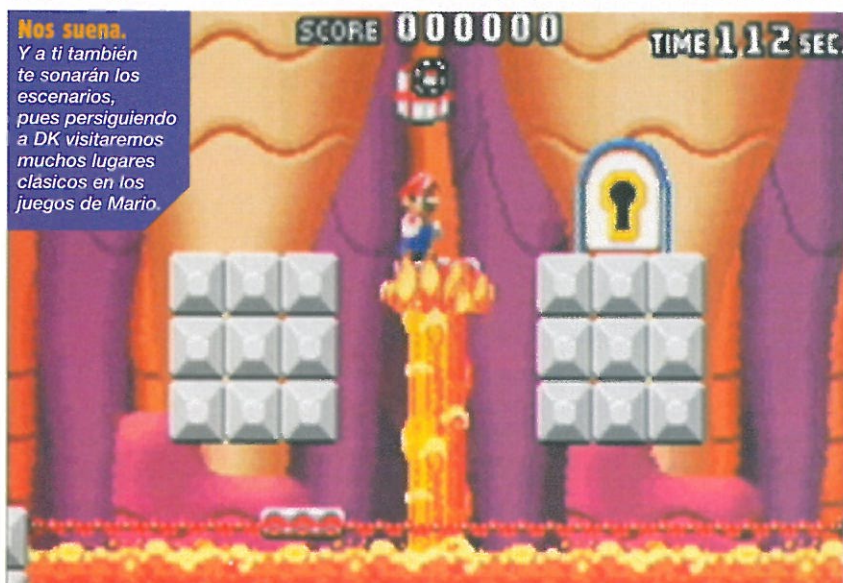 Nos suena.
Y a ti también
te sonarán los
escenarios,
pues persiguiendo
a DK visitaremos
muchos lugares
clásicos en los
juegos de Mario.
SCORE 000000
TIME 112 SEC.